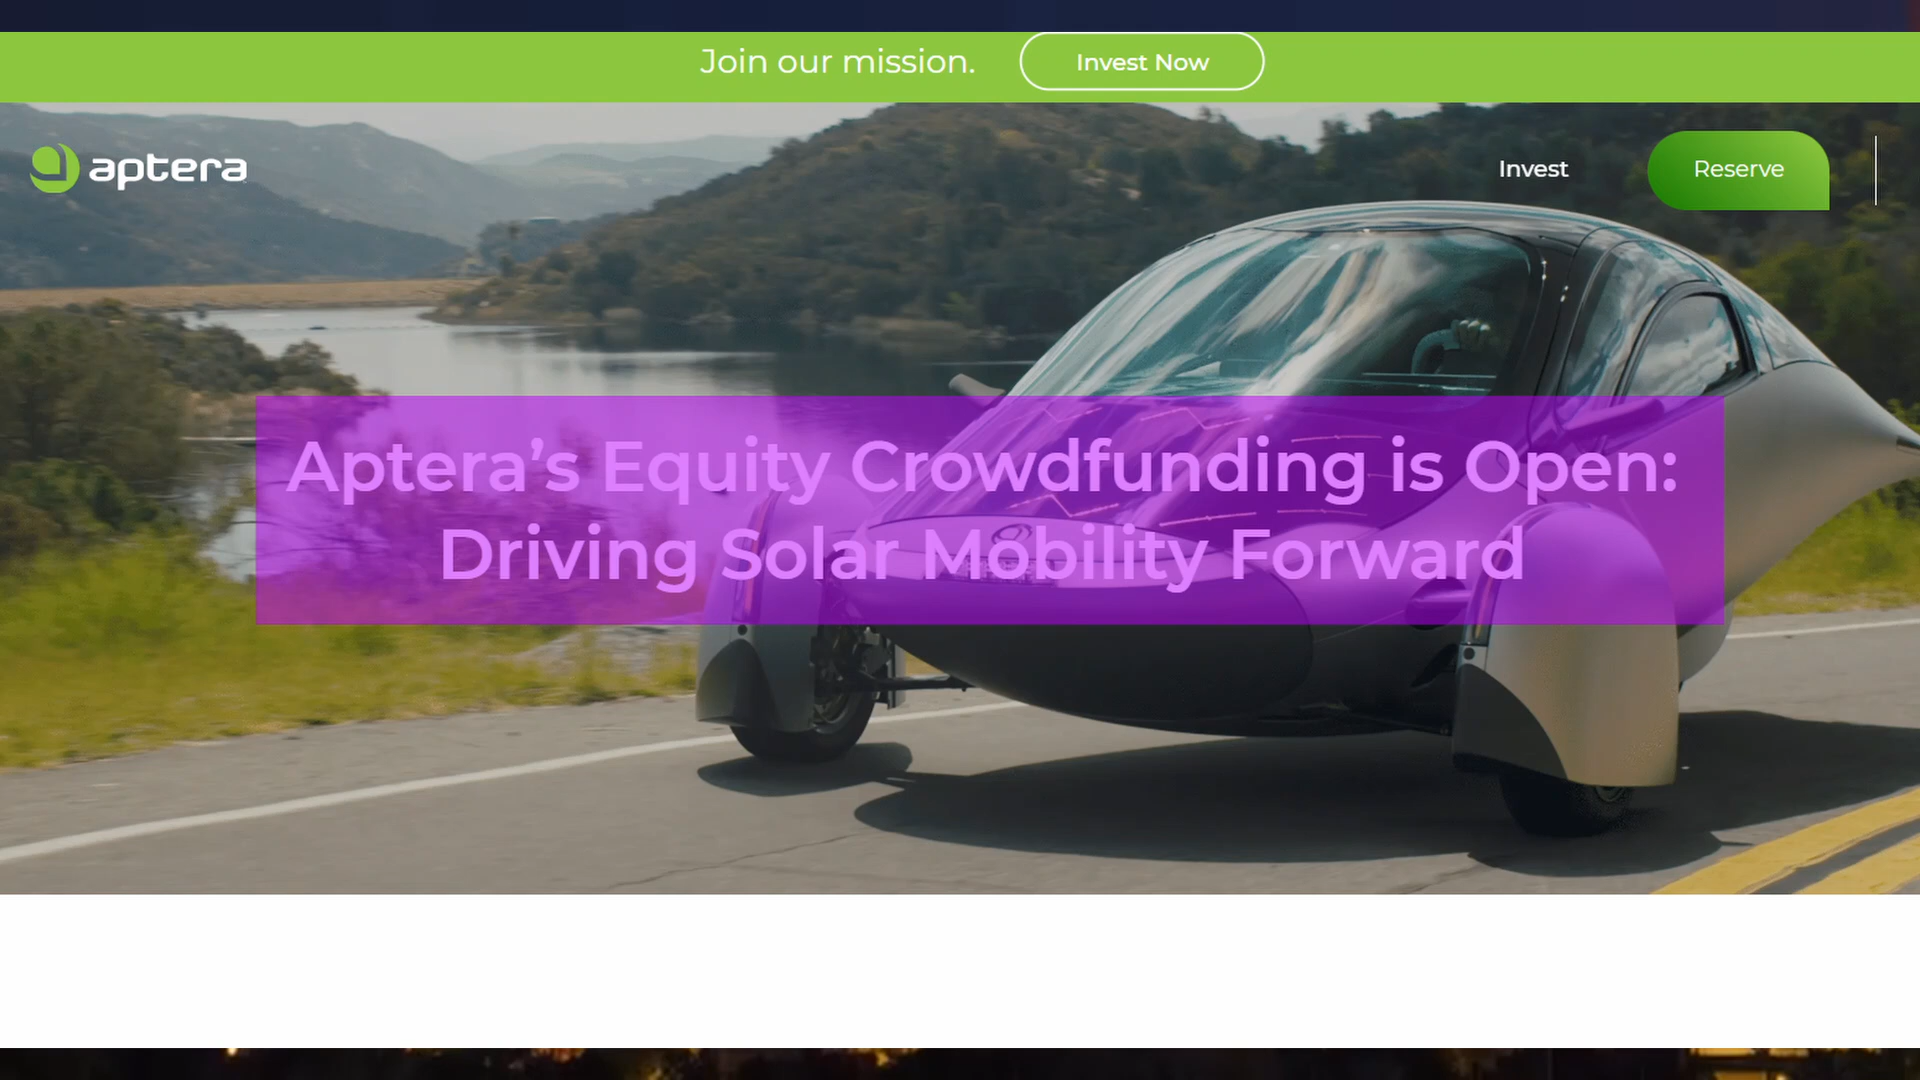 Join our mission.
Invest Now
aptera
Invest
Reserve
Aptera’s Equity Crowdfunding is Open:
Driving Solar Mobility Forward